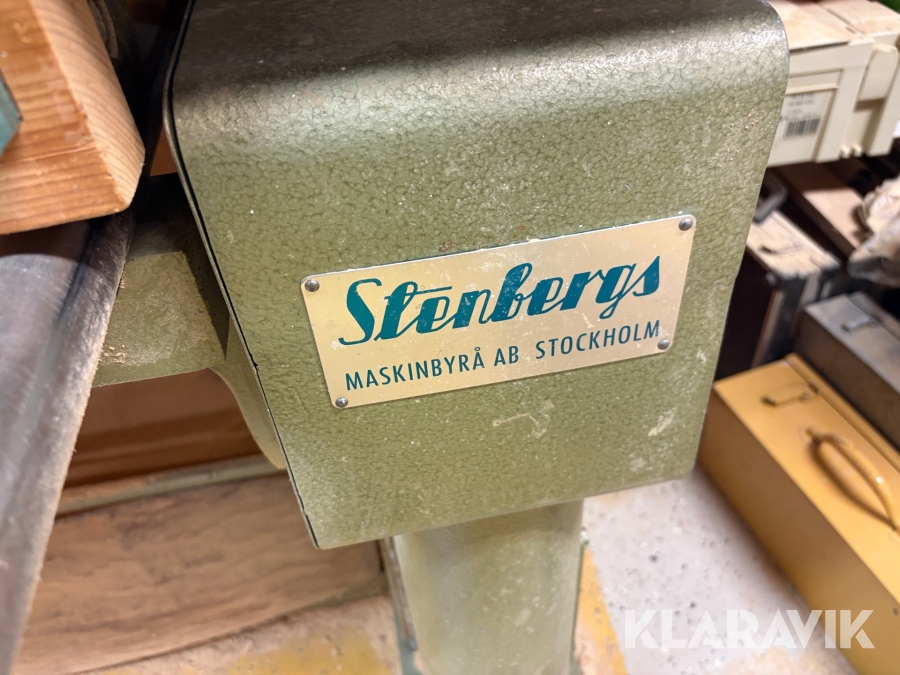 Stenbergs
MASKINBYRÅ AB STOCKHOLM
KLARAVIK